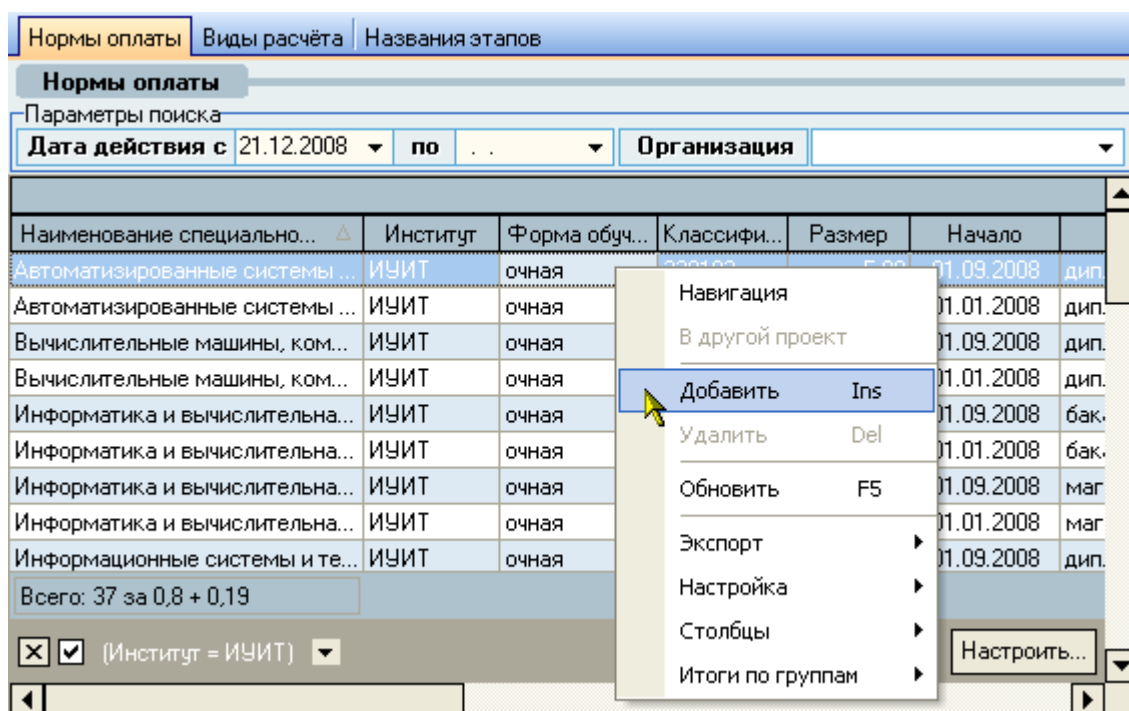 Нормы оплаты Виды расчёта Названия этапов
Нормы оплаты
Параметры поиска
Дата действия с 21.12.2008 по . . Организация
Наименование специально... Институт Форма обуч... Классифи... Размер Начало
Автоматизированные системы ... ИУИТ очная 01.09.2008 дип.
Автоматизированные системы ... ИУИТ очная 01.01.2008 дип.
Вычислительные машины, ком... ИУИТ очная 01.09.2008 дип.
Вычислительные машины, ком... ИУИТ очная 01.01.2008 дип.
Информатика и вычислительна... ИУИТ очная 01.09.2008 бак
Информатика и вычислительна... ИУИТ очная 01.01.2008 бак
Информатика и вычислительна... ИУИТ очная 01.09.2008 маг
Информатика и вычислительна... ИУИТ очная 01.01.2008 маг
Информационные системы и те... ИУИТ очная 01.09.2008 дип.
Всего: 37 за 0,8 + 0,19
(Институт = ИУИТ) Настроить...
Навигация
В другой проект
Добавить Ins
Удалить Del
Обновить F5
Экспорт
Настройка
Столбцы
Итоги по группам